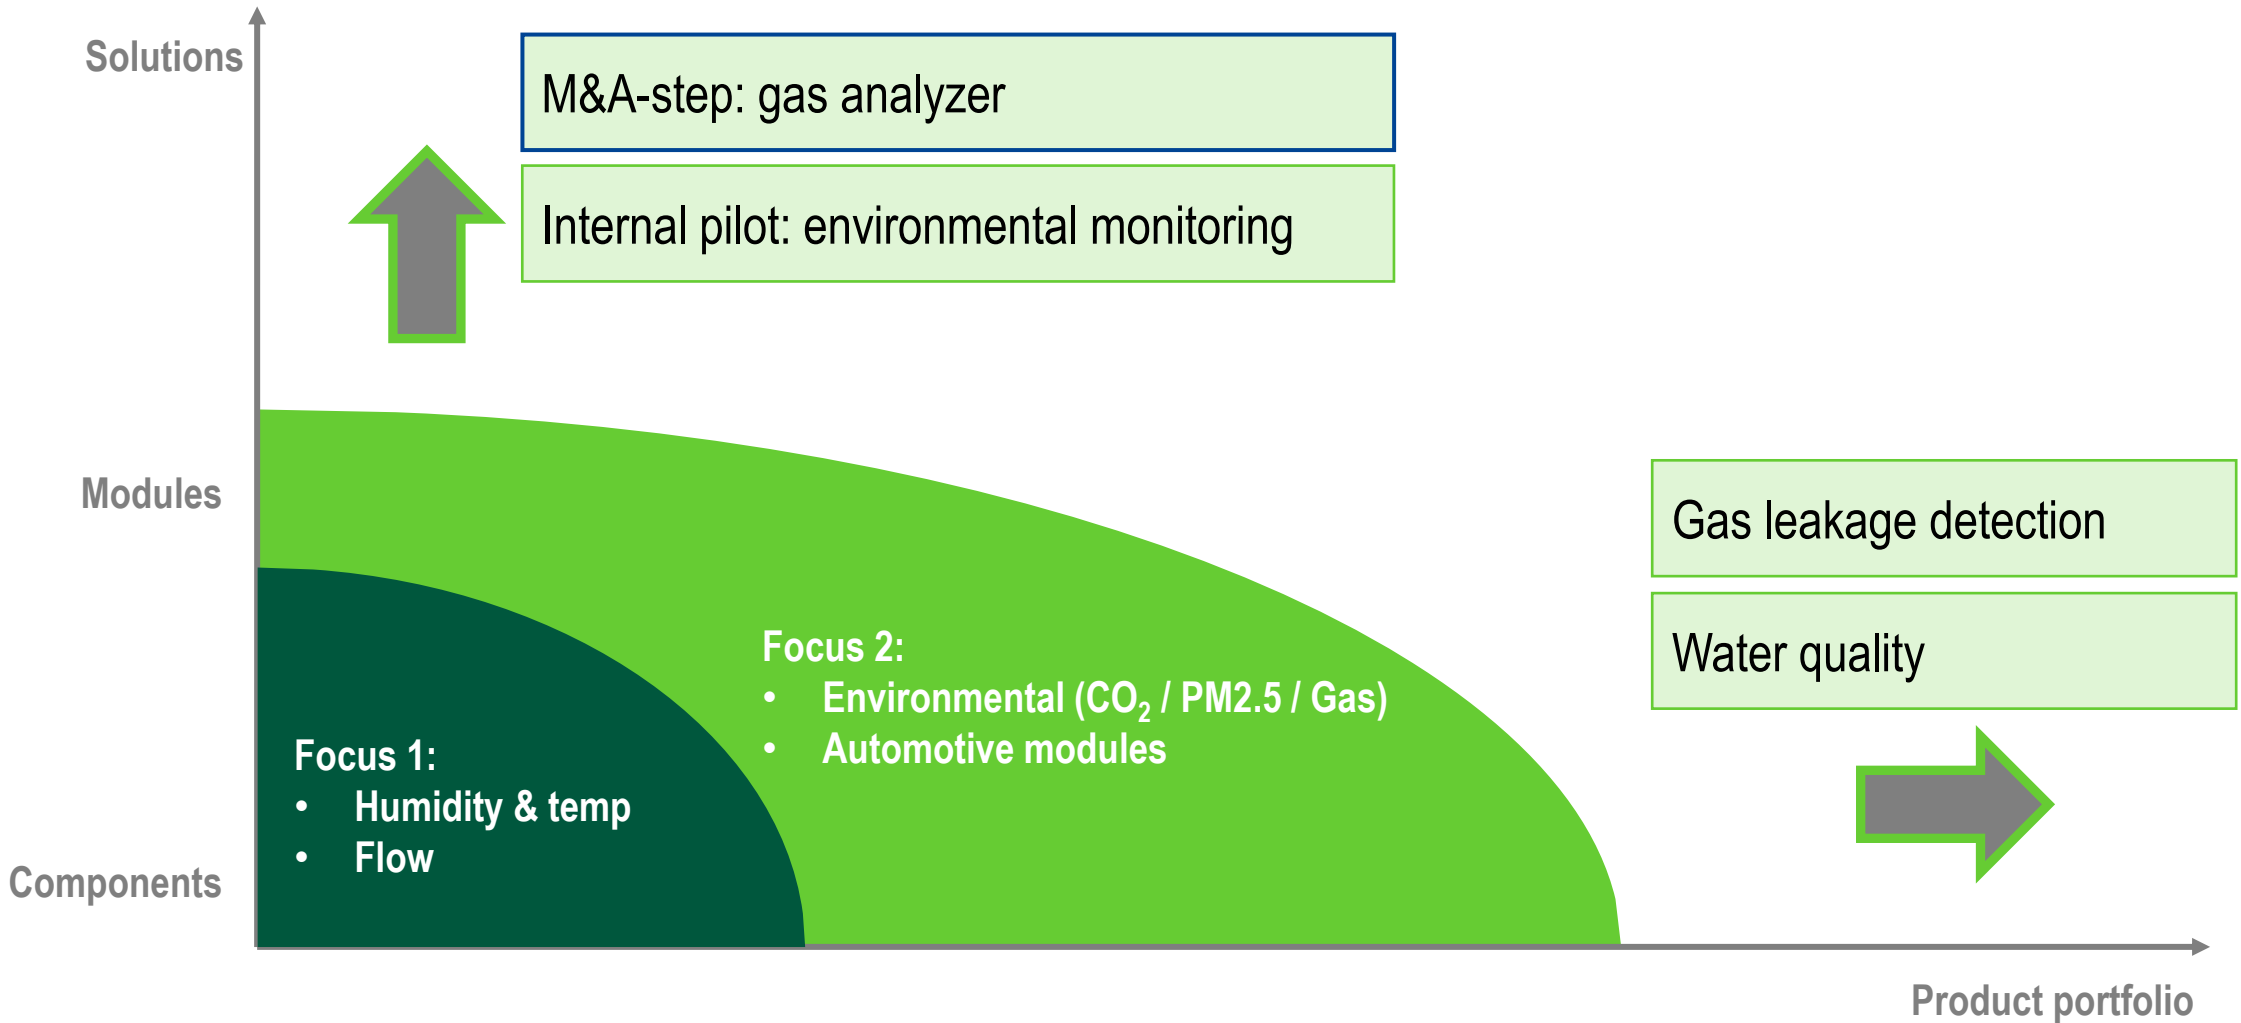 Solutions
M&A-step: gas analyzer
Internal pilot: environmental monitoring
Modules
Gas leakage detection
Water quality
Focus 2:
• Environmental (CO₂ / PM2.5 / Gas)
• Automotive modules
Focus 1:
• Humidity & temp
• Flow
Components
Product portfolio